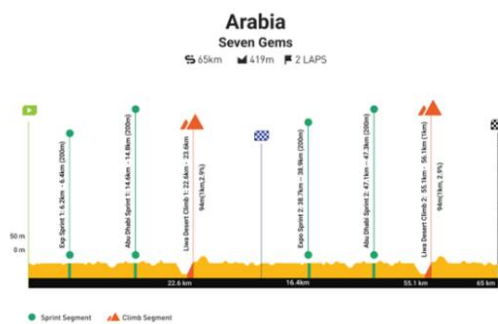 Arabia
Seven Gems
65km 419m 2 LAPS
Exp Sprint 1: 6.2km - 6.4km (200m)
Abu Dhabi Sprint 1: 14.6km - 14.8km (200m)
Liwa Desert Climb 1: 22.6km - 23.6km
94m(1km,2.9%)
Expo Sprint 2: 38.7km – 38.9km (200m)
Abu Dhabi Sprint 2: 47.1km – 47.3km (200m)
Liwa Desert Climb 2: 55.1km - 56.1km (1km)
94m(1km, 2.9%)
50 m
0 m
22.6 km 16.4km 55.1 km 65 km
Sprint Segment Climb Segment